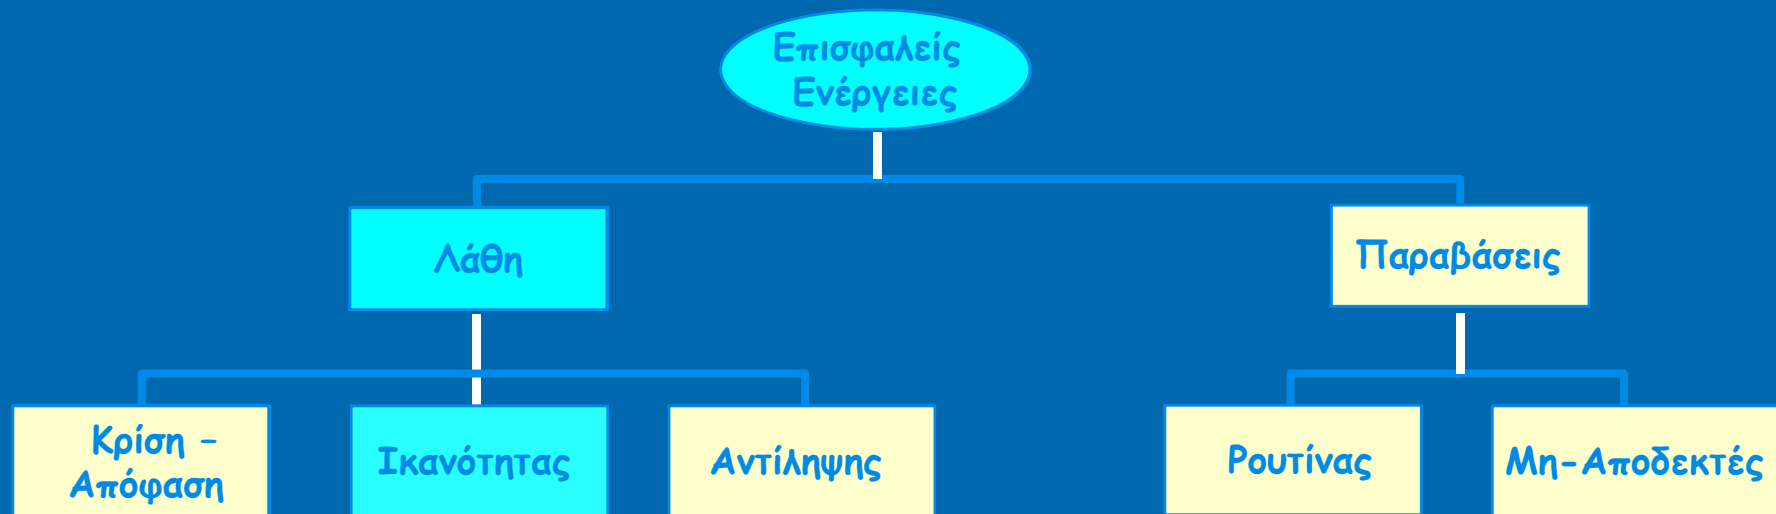 Επισφαλείς
Ενέργειες
Λάθη
Παραβάσεις
Κρίση –
Απόφαση
Ικανότητας
Αντίληψης
Ρουτίνας
Μη-Αποδεκτές